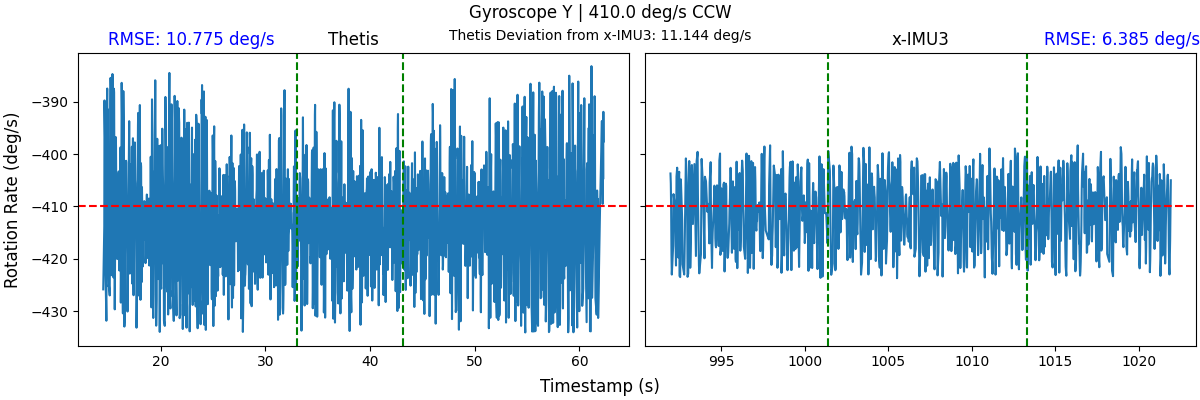 Gyroscope Y | 410.0 deg/s CCW
RMSE: 10.775 deg/s
Thetis
Thetis Deviation from x-IMU3: 11.144 deg/s
x-IMU3
RMSE: 6.385 deg/s
Rotation Rate (deg/s)
−390
−400
−410
−420
−430
20 30 40 50 60
995 1000 1005 1010 1015 1020
Timestamp (s)